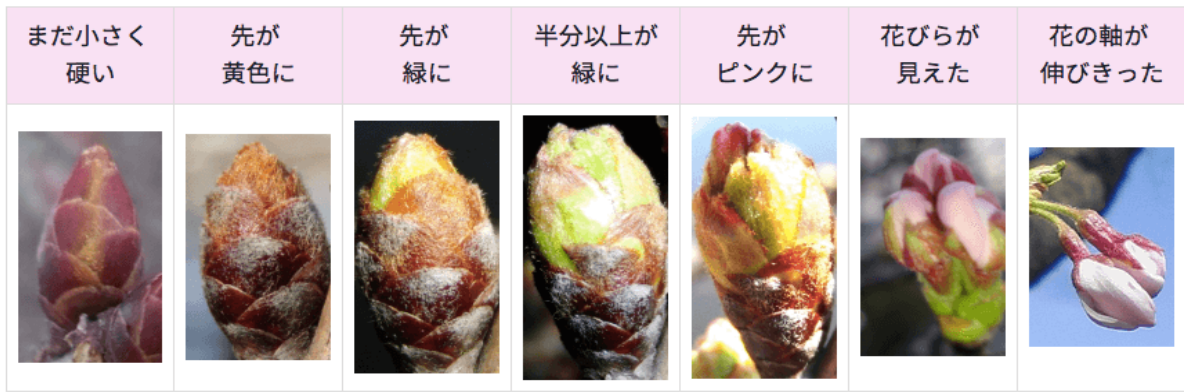 まだ小さく
硬い
先が
黄色に
先が
緑に
半分以上が
緑に
先が
ピンクに
花びらが
見えた
花の軸が
伸びきった